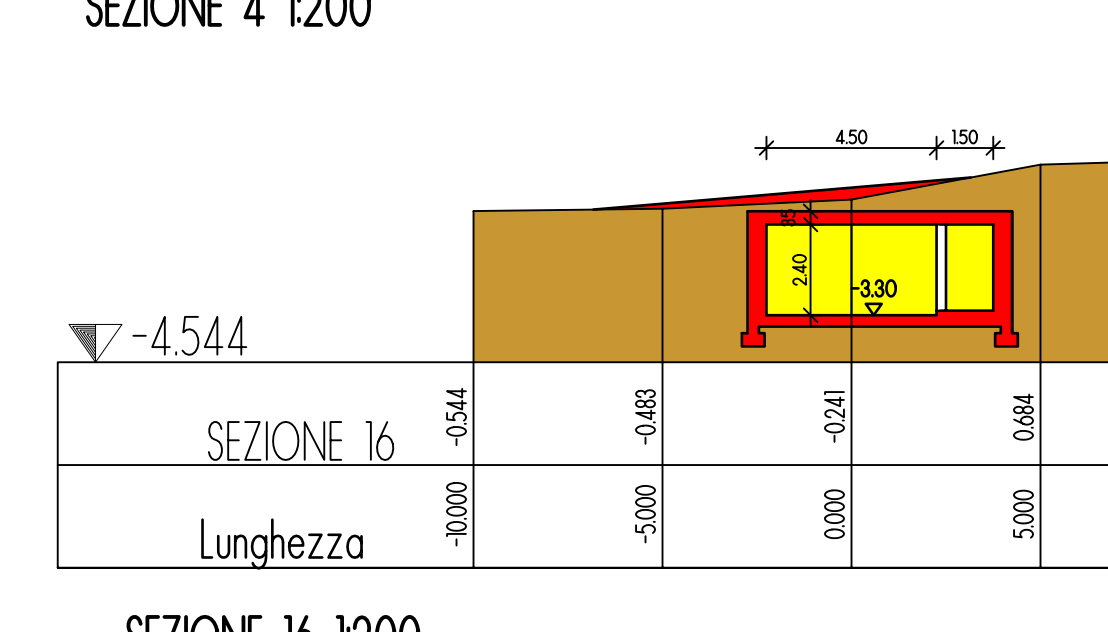 SEZIONE 4 1:200
4.50 1.50
35
2.40
-3.30
-4.544
SEZIONE 16 -0.544 -0.483 -0.241 0.684
Lunghezza -10.000 -5.000 0.000 5.000
SEZIONE 16 1:200